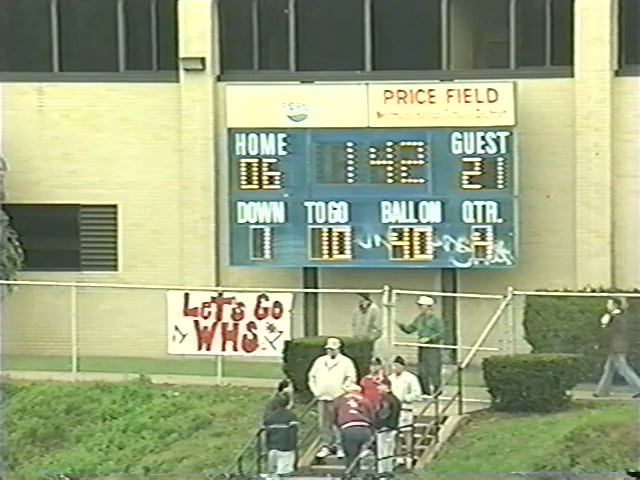 PEPSI
PRICE FIELD
HOME 06
1 42
GUEST 21
DOWN 1
TO GO 10
BALL ON 40
QTR. 4
Let's Go
WHS